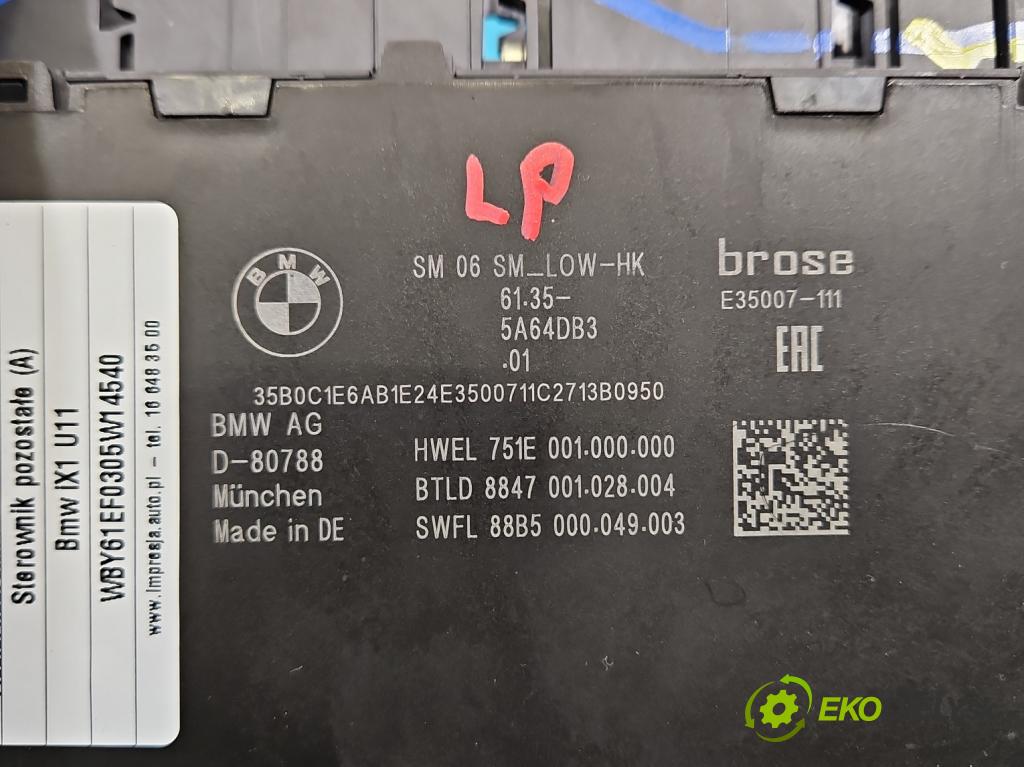 LP
BMW
SM 06 SM_LOW-HK
61.35-
5A64DB3
.01
brose
E35007-111
EAC
35B0C1E6AB1E24E3500711C2713B0950
BMW AG
D-80788
München
Made in DE
HWEL 751E 001.000.000
BTLD 8847 001.028.004
SWFL 88B5 000.049.003
Sterownik pozostałe (A)
Bmw IX1 U11
WBY61EF0305W14540
www.impresja.auto.pl - tel. 16 648 35 00
EKO